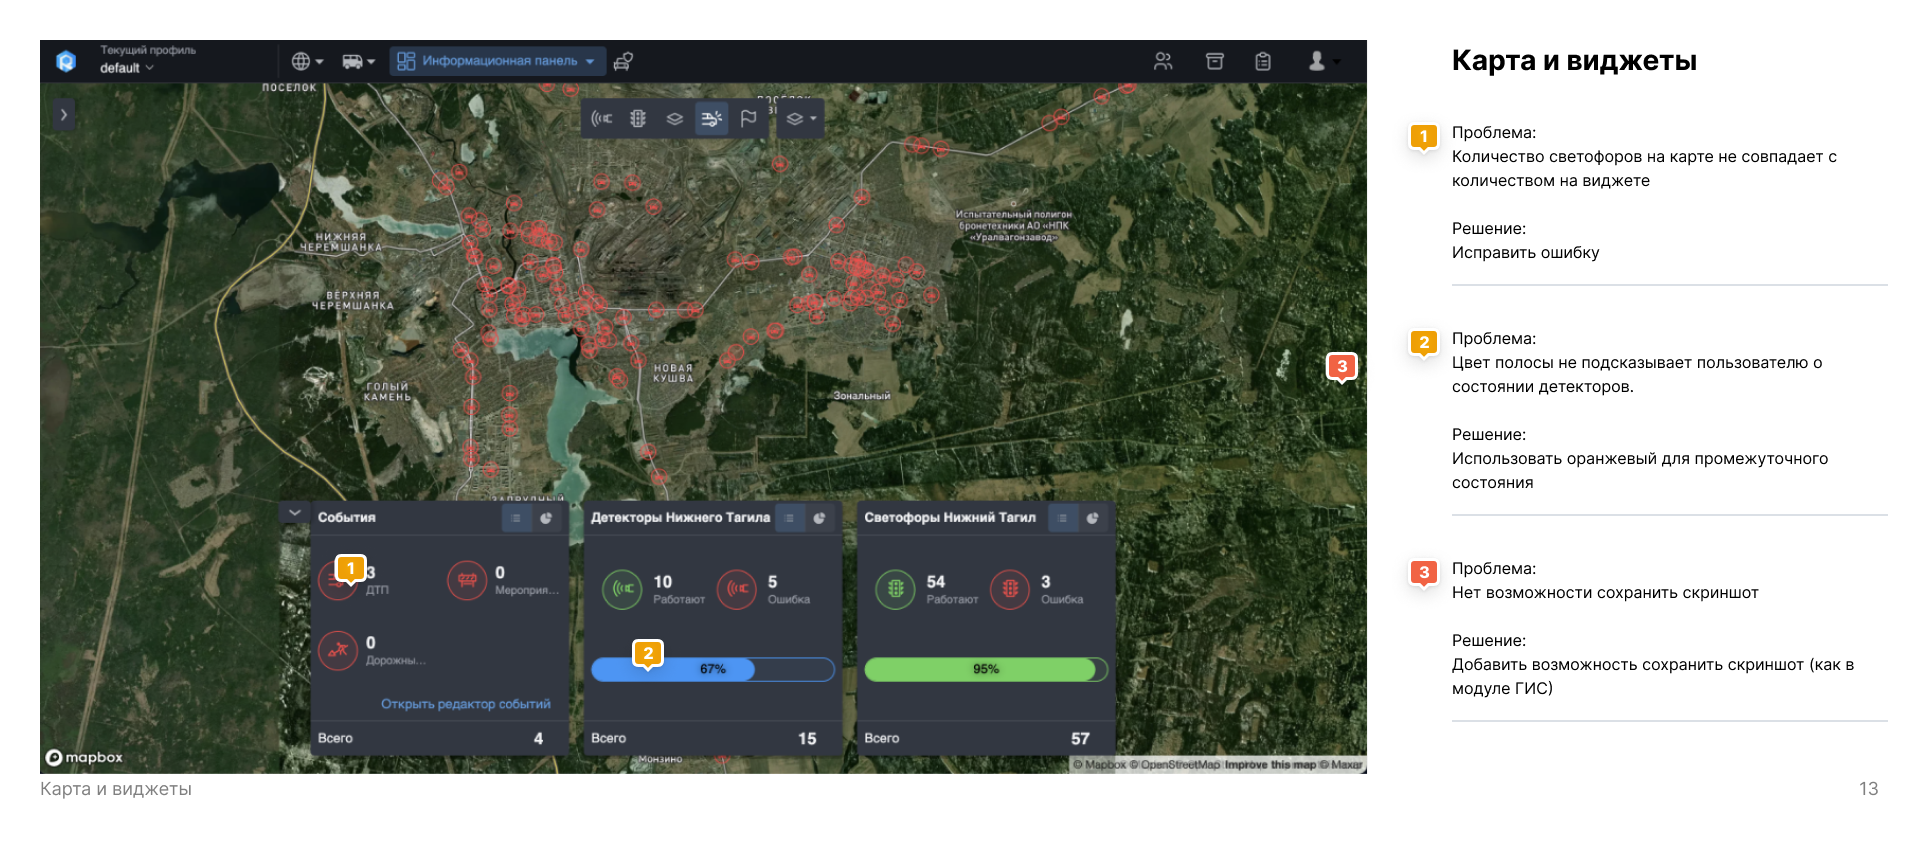 Текущий профиль
default
Информационная панель
ПОСЕЛОК
НИЖНЯЯ
ЧЕРЕМШАНКА
Испытательный полигон
бронетехники АО «НПК
«Уралвагонзавод»
ВЕРХНЯЯ
ЧЕРЕМШАНКА
НОВАЯ
КУШВА
ГОЛЫЙ
КАМЕНЬ
Зональный
3
События
1
3
ДТП
0
Мероприя...
0
Дорожны...
Открыть редактор событий
Всего 4
Детекторы Нижнего Тагила
10
Работают
5
Ошибка
2
67%
Всего 15
Светофоры Нижний Тагил
54
Работают
3
Ошибка
95%
Всего 57
Монзино
mapbox
© Mapbox © OpenStreetMap Improve this map © Maxar
Карта и виджеты
1
Проблема:
Количество светофоров на карте не совпадает с
количеством на виджете
Решение:
Исправить ошибку
2
Проблема:
Цвет полосы не подсказывает пользователю о
состоянии детекторов.
Решение:
Использовать оранжевый для промежуточного
состояния
3
Проблема:
Нет возможности сохранить скриншот
Решение:
Добавить возможность сохранить скриншот (как в
модуле ГИС)
Карта и виджеты
13